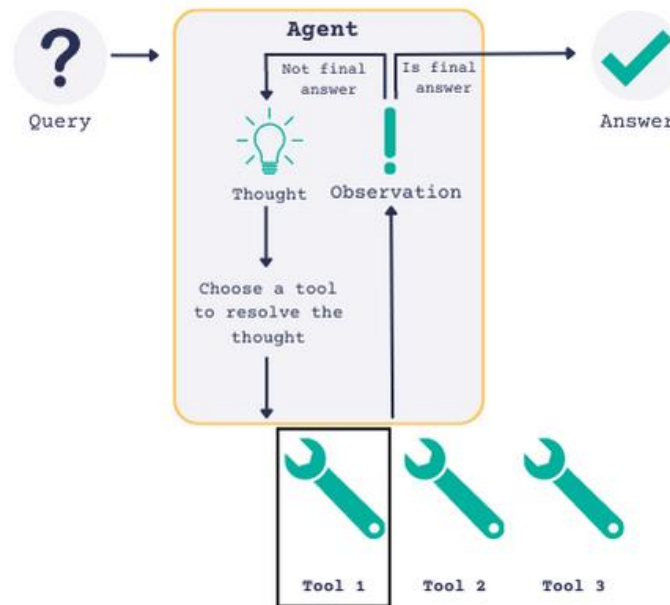 Agent
Not final
answer
Is final
answer
Query
Answer
Thought
Observation
Choose a tool
to resolve the
thought
Tool 1
Tool 2
Tool 3